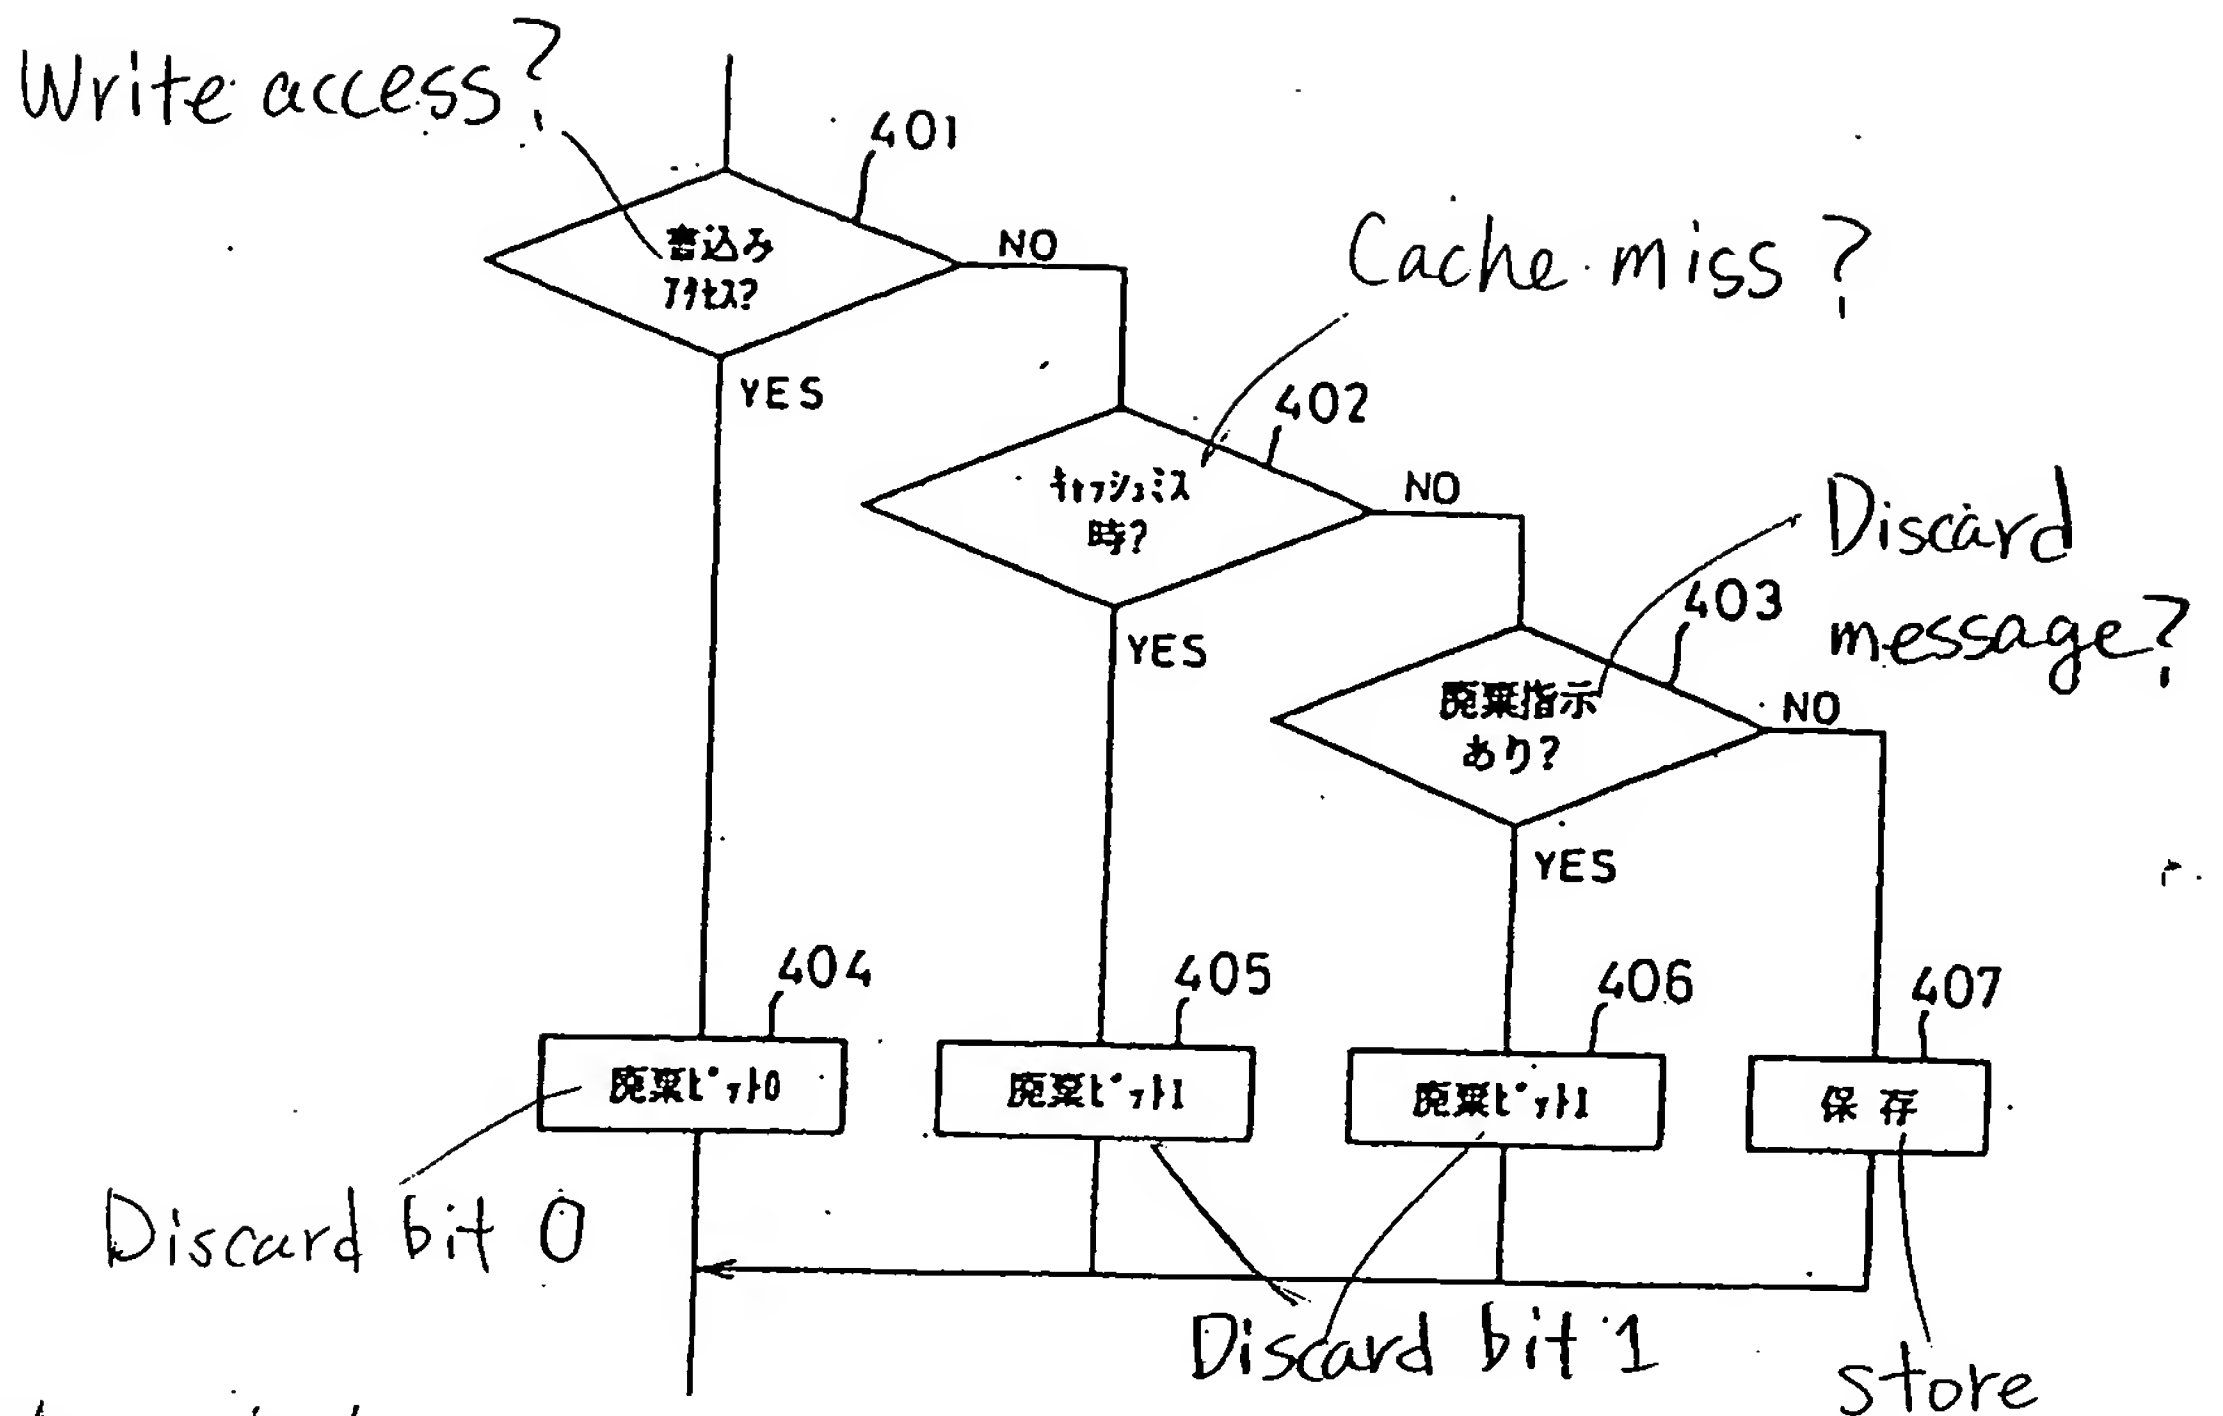 Write access?
401
書込み
アクセス?
NO
YES
Cache miss?
402
キャッシュミス
時?
NO
YES
Discard
message?
403
廃棄指示
あり?
NO
YES
404
廃棄ビット0
405
廃棄ビット1
406
廃棄ビット1
407
保存
Discard bit 0
Discard bit 1
store